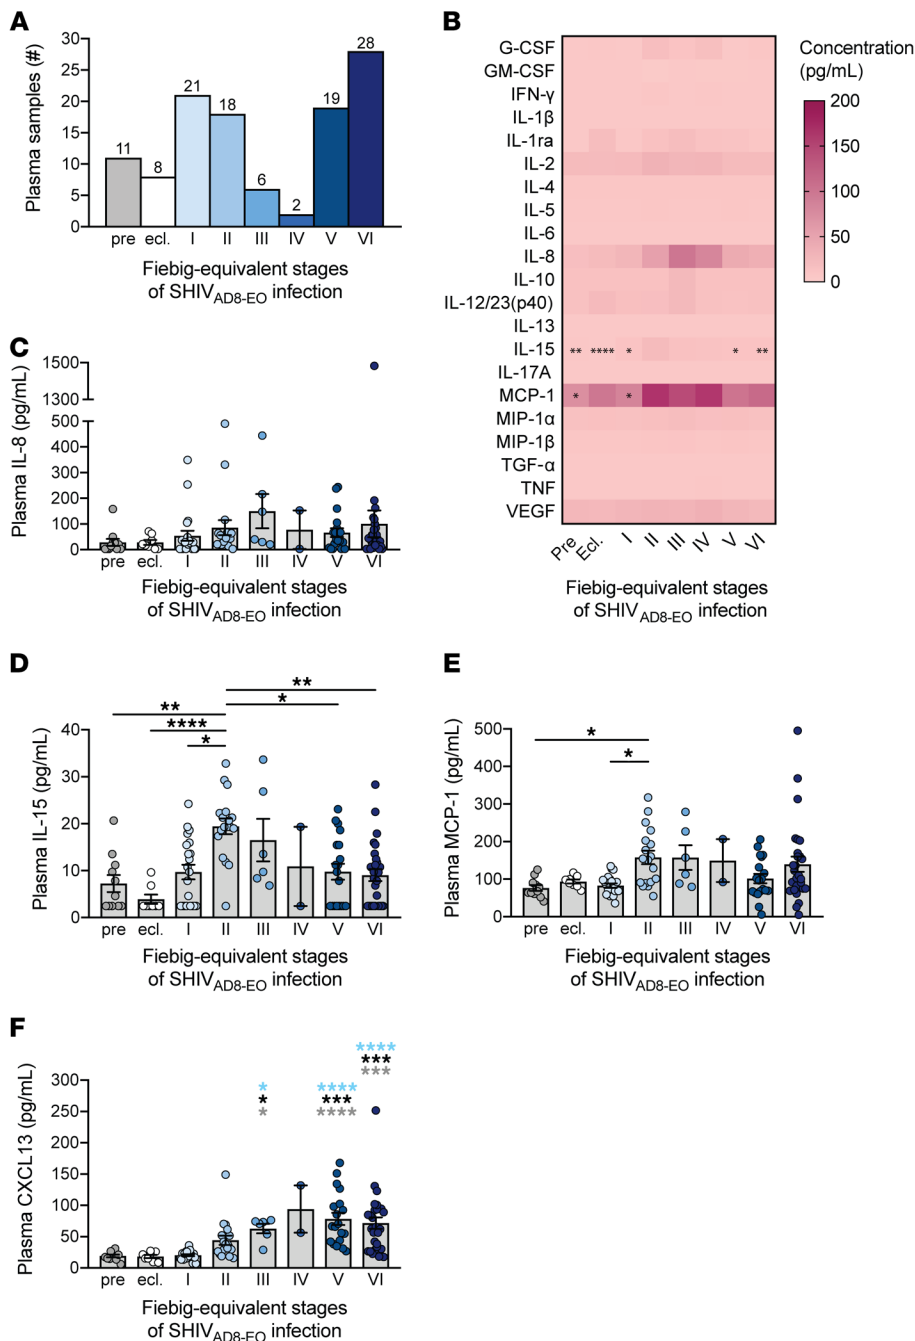 A
Plasma samples (#)
30
25
20
15
10
5
0
11
8
21
18
6
2
19
28
pre ecl. I II III IV V VI
Fiebig-equivalent stages
of SHIVAD8-EO infection
B
G-CSF
GM-CSF
IFN-γ
IL-1β
IL-1ra
IL-2
IL-4
IL-5
IL-6
IL-8
IL-10
IL-12/23(p40)
IL-13
IL-15 ** **** * * **
IL-17A
MCP-1 * *
MIP-1α
MIP-1β
TGF-α
TNF
VEGF
Pre Ecl. I II III IV V VI
Fiebig-equivalent stages
of SHIVAD8-EO infection
Concentration
(pg/mL)
200
150
100
50
0
C
Plasma IL-8 (pg/mL)
1500
1300
500
400
300
200
100
0
pre ecl. I II III IV V VI
Fiebig-equivalent stages
of SHIVAD8-EO infection
D
Plasma IL-15 (pg/mL)
40
30
20
10
0
**
*
**
****
*
pre ecl. I II III IV V VI
Fiebig-equivalent stages
of SHIVAD8-EO infection
E
Plasma MCP-1 (pg/mL)
500
400
300
200
100
0
*
*
pre ecl. I II III IV V VI
Fiebig-equivalent stages
of SHIVAD8-EO infection
F
Plasma CXCL13 (pg/mL)
300
250
200
150
100
50
0
*
*
*
****
***
****
****
***
***
pre ecl. I II III IV V VI
Fiebig-equivalent stages
of SHIVAD8-EO infection